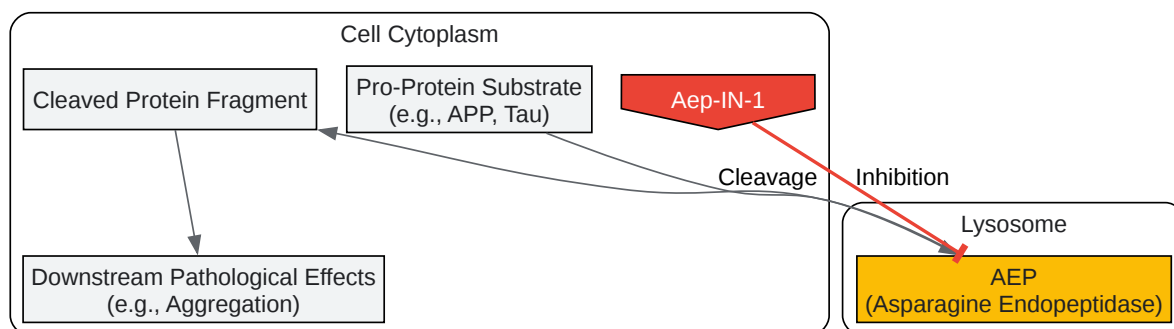 Cell Cytoplasm
Cleaved Protein Fragment
Pro-Protein Substrate
(e.g., APP, Tau)
Aep-IN-1
Cleavage
Inhibition
Lysosome
Downstream Pathological Effects
(e.g., Aggregation)
AEP
(Asparagine Endopeptidase)